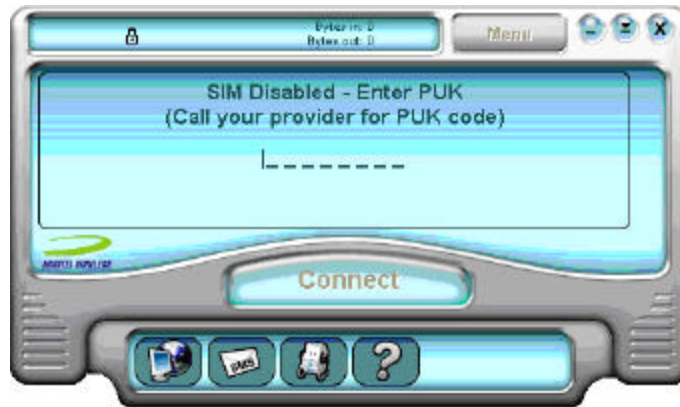 Bytes in: 0
Bytes out: 0
Menu
X
SIM Disabled - Enter PUK
(Call your provider for PUK code)
Connect
SMS
?